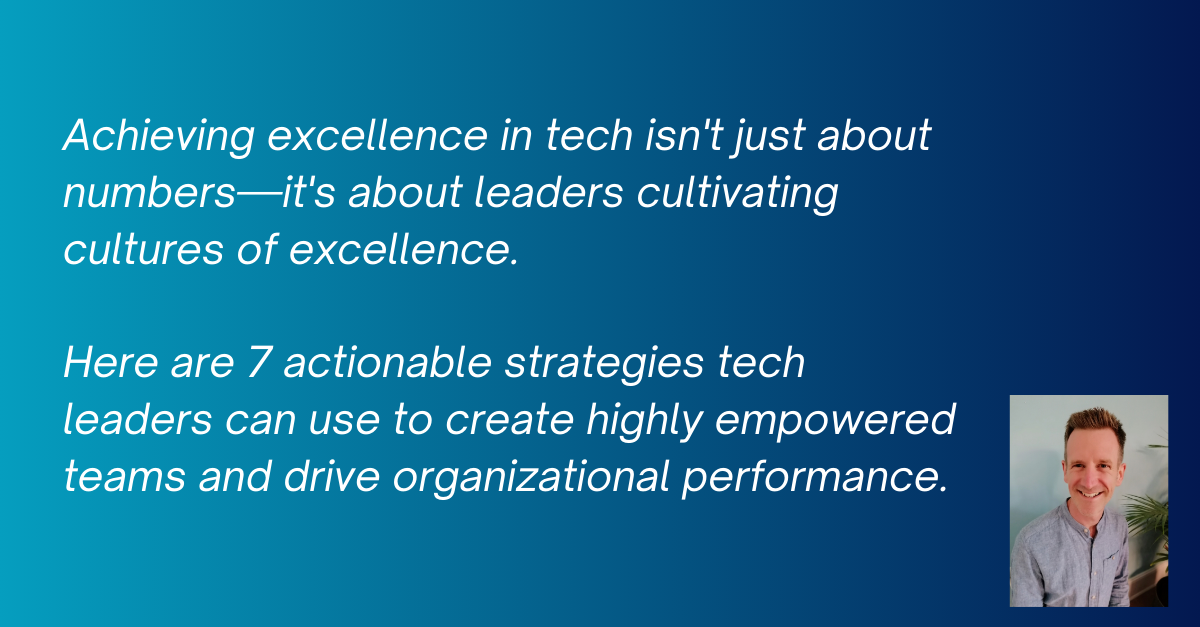 Achieving excellence in tech isn't just about
numbers—it's about leaders cultivating
cultures of excellence.
Here are 7 actionable strategies tech
leaders can use to create highly empowered
teams and drive organizational performance.